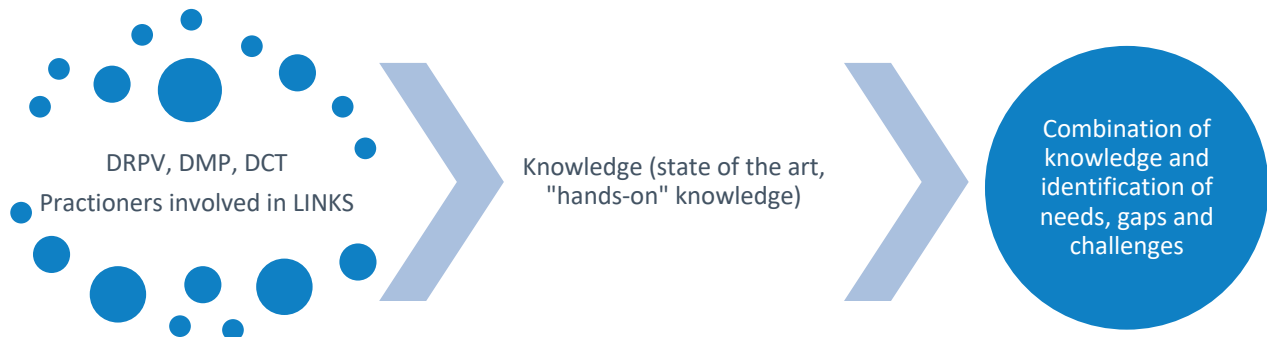 DRPV, DMP, DCT
Practioners involved in LINKS
Knowledge (state of the art,
"hands-on" knowledge)
Combination of
knowledge and
identification of
needs, gaps and
challenges